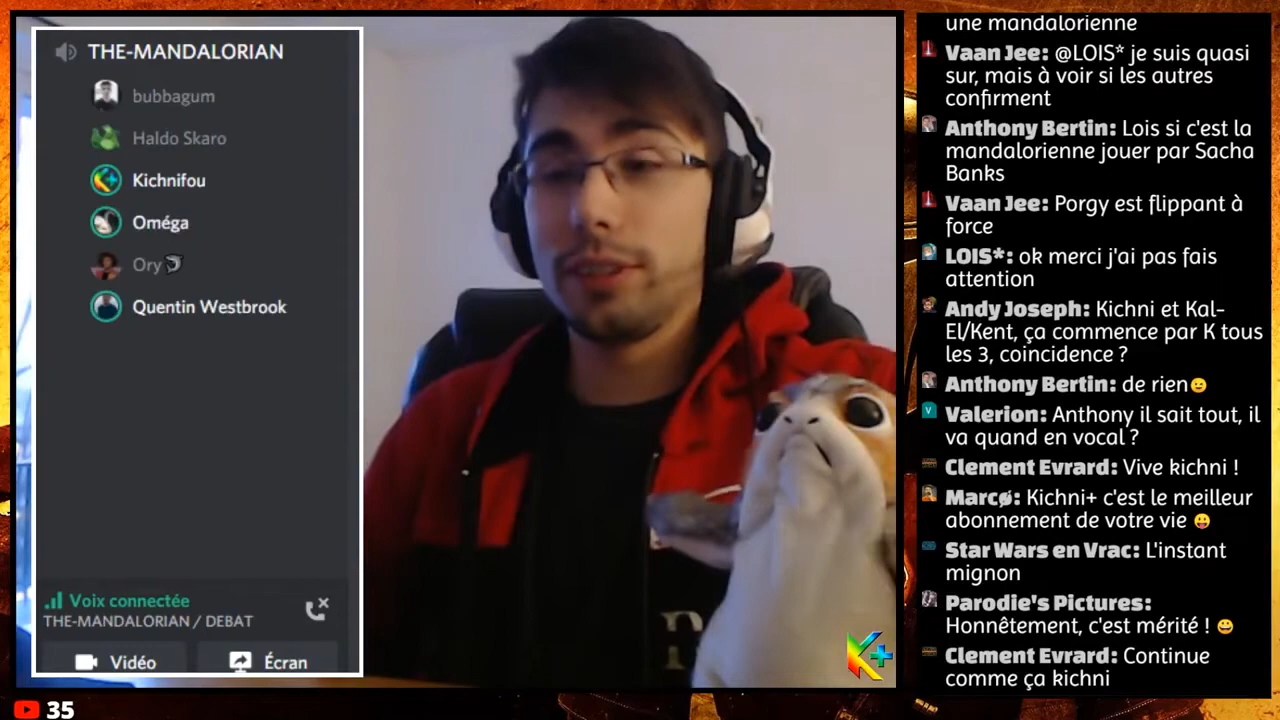 THE-MANDALORIAN
bubbagum
Haldo Skaro
Kichnifou
Oméga
Ory
Quentin Westbrook
Voix connectée
THE-MANDALORIAN / DEBAT
Vidéo
Écran
K+
35
une mandalorienne
Vaan Jee: @LOIS* je suis quasi
sur, mais à voir si les autres
confirment
Anthony Bertin: Lois si c'est la
mandalorienne jouer par Sacha
Banks
Vaan Jee: Porgy est flippant à
force
LOIS*: ok merci j'ai pas fais
attention
Andy Joseph: Kichni et Kal-
El/Kent, ça commence par K tous
les 3, coincidence ?
Anthony Bertin: de rien😉
Valerion: Anthony il sait tout, il
va quand en vocal ?
Clement Evrard: Vive kichni !
Marcø: Kichni+ c'est le meilleur
abonnement de votre vie 😛
Star Wars en Vrac: L'instant
mignon
Parodie's Pictures:
Honnêtement, c'est mérité ! 😀
Clement Evrard: Continue
comme ça kichni